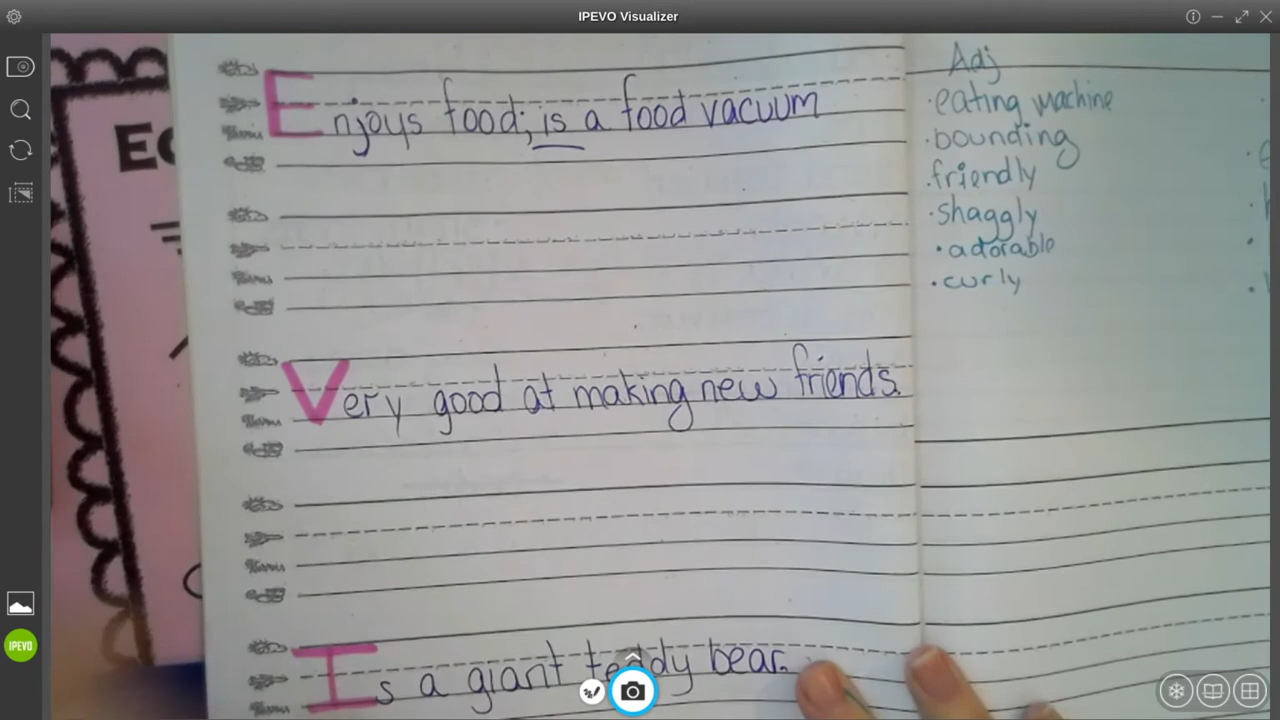 IPEVO Visualizer
Enjoys food; is a food vacuum
Very good at making new friends.
Is a giant teddy bear.
Adj
·eating machine
·bounding
·friendly
·shaggly
·adorable
·curly
IPEVO